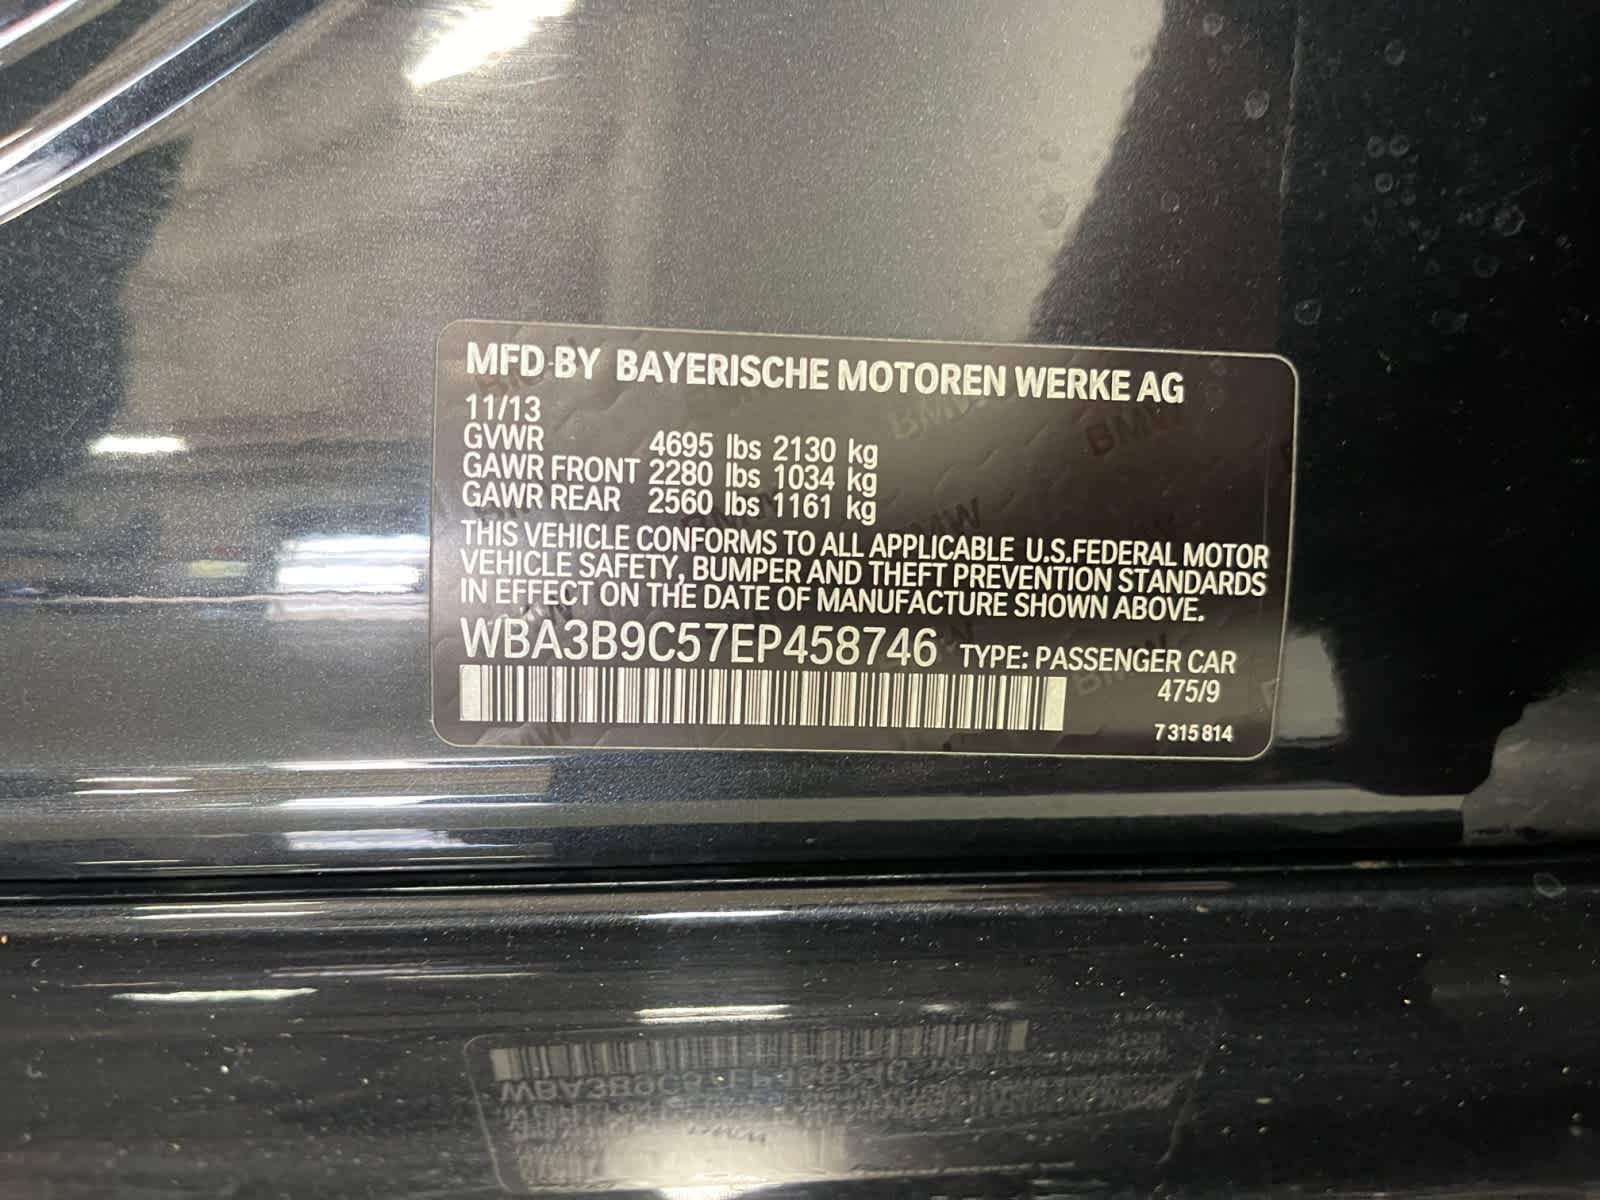 MFD BY BAYERISCHE MOTOREN WERKE AG
11/13
GVWR 4695 lbs 2130 kg
GAWR FRONT 2280 lbs 1034 kg
GAWR REAR 2560 lbs 1161 kg
THIS VEHICLE CONFORMS TO ALL APPLICABLE U.S.FEDERAL MOTOR
VEHICLE SAFETY, BUMPER AND THEFT PREVENTION STANDARDS
IN EFFECT ON THE DATE OF MANUFACTURE SHOWN ABOVE.
WBA3B9C57EP458746 TYPE: PASSENGER CAR
475/9
7 315 814